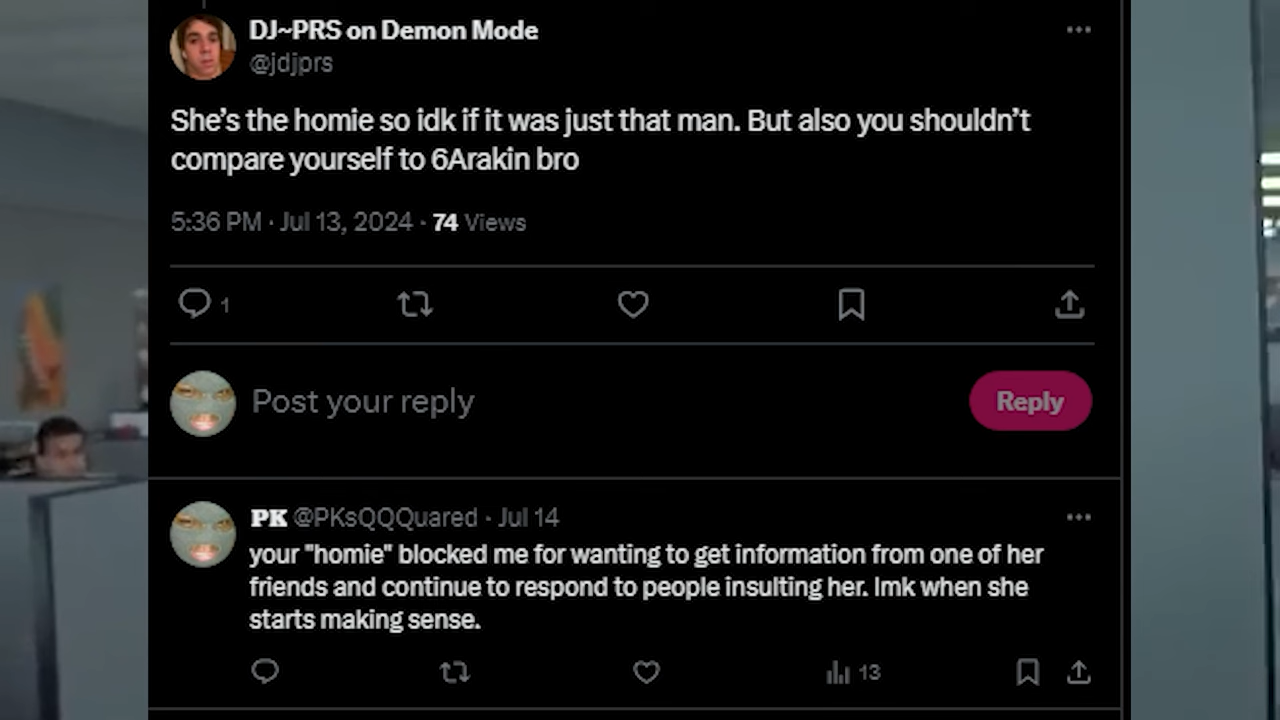 DJ~PRS on Demon Mode
@jdjprs
She's the homie so idk if it was just that man. But also you shouldn't
compare yourself to 6Arakin bro
5:36 PM · Jul 13, 2024 · 74 Views
1
Post your reply
Reply
PK @PKsQQQuared · Jul 14
your "homie" blocked me for wanting to get information from one of her
friends and continue to respond to people insulting her. lmk when she
starts making sense.
13